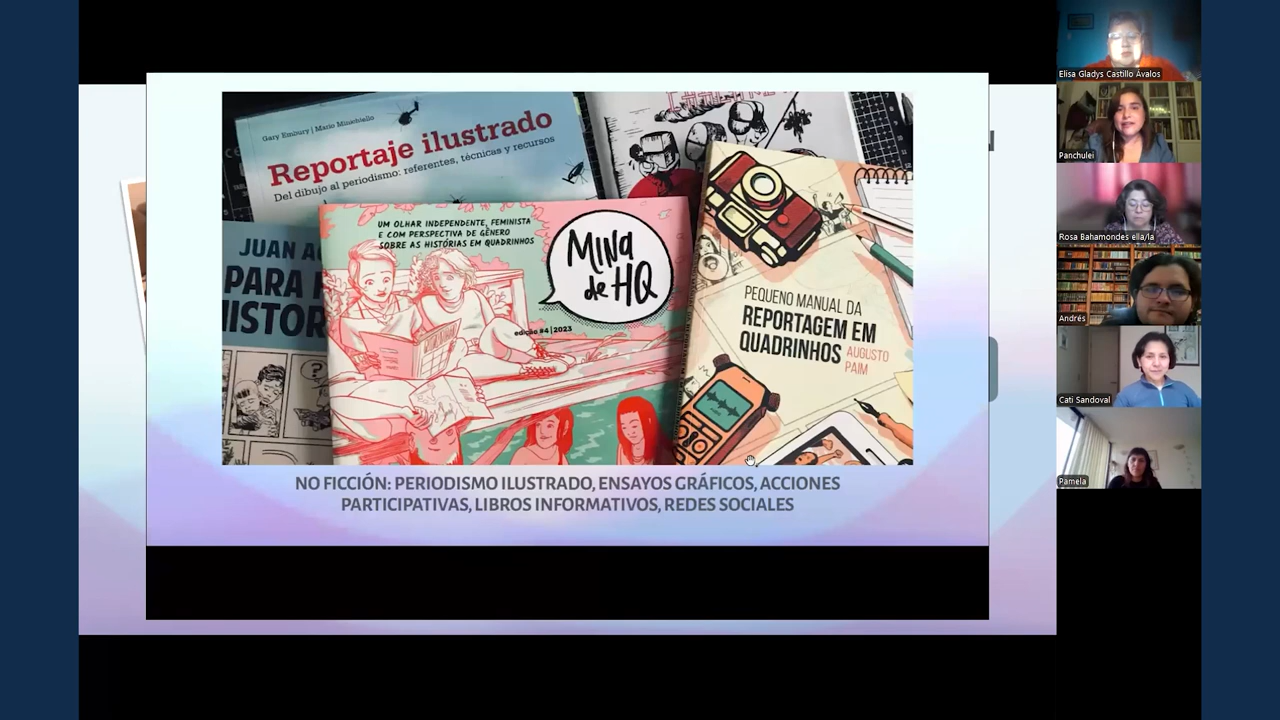 Gary Embury | Mario Minichiello
Reportaje ilustrado
Del dibujo al periodismo: referentes, técnicas y recursos
UM OLHAR INDEPENDENTE, FEMINISTA
E COM PERSPECTIVA DE GÊNERO
SOBRE AS HISTÓRIAS EM QUADRINHOS
MINA
de HQ
edição #4 | 2023
JUAN
PARA
PEQUENO MANUAL DA
REPORTAGEM EM
QUADRINHOS
AUGUSTO
PAIM
?
NO FICCIÓN: PERIODISMO ILUSTRADO, ENSAYOS GRÁFICOS, ACCIONES
PARTICIPATIVAS, LIBROS INFORMATIVOS, REDES SOCIALES
Elisa Gladys Castillo Ávalos
Panchulei
Rosa Bahamondes ella/la
Andrés
Cati Sandoval
Pamela